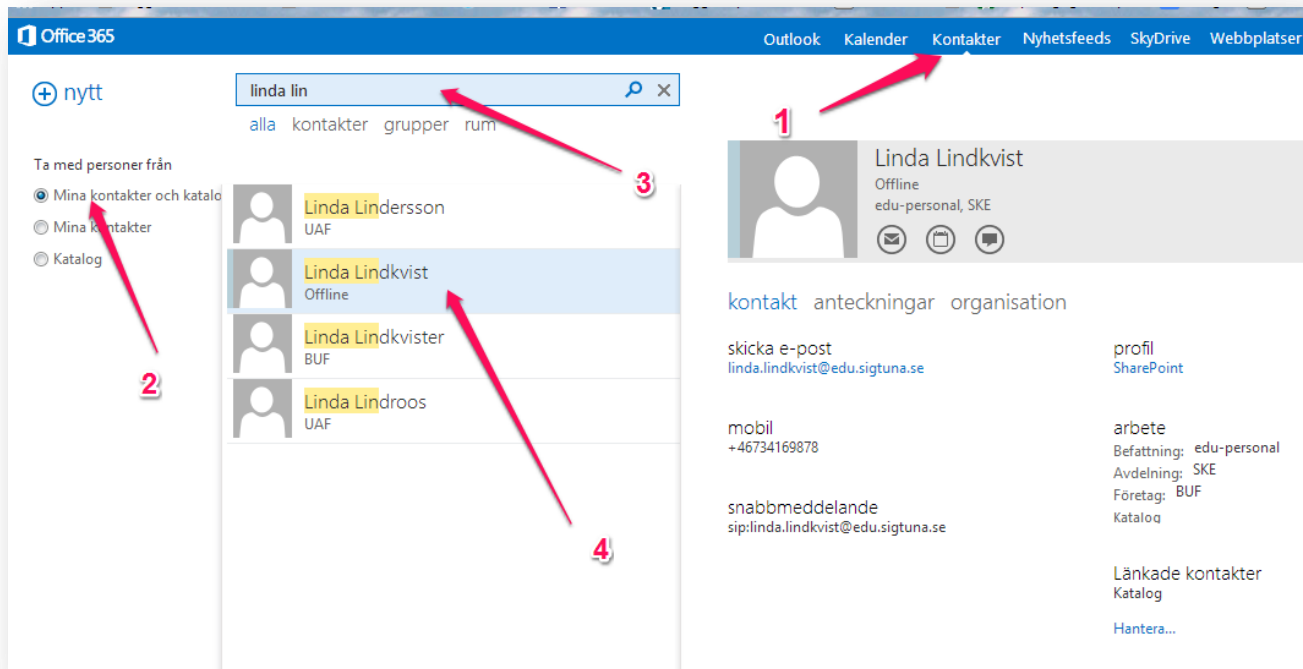 Office 365
Outlook Kalender Kontakter Nyhetsfeeds SkyDrive Webbplatser
nytt
linda lin
alla kontakter grupper rum
Ta med personer från
Mina kontakter och katalo
Mina kontakter
Katalog
Linda Lindersson
UAF
Linda Lindkvist
Offline
Linda Lindkvister
BUF
Linda Lindroos
UAF
1
2
3
4
Linda Lindkvist
Offline
edu-personal, SKE
kontakt anteckningar organisation
skicka e-post
linda.lindkvist@edu.sigtuna.se
profil
SharePoint
mobil
+46734169878
arbete
Befattning: edu-personal
Avdelning: SKE
Företag: BUF
Katalog
snabbmeddelande
sip:linda.lindkvist@edu.sigtuna.se
Länkade kontakter
Katalog
Hantera...